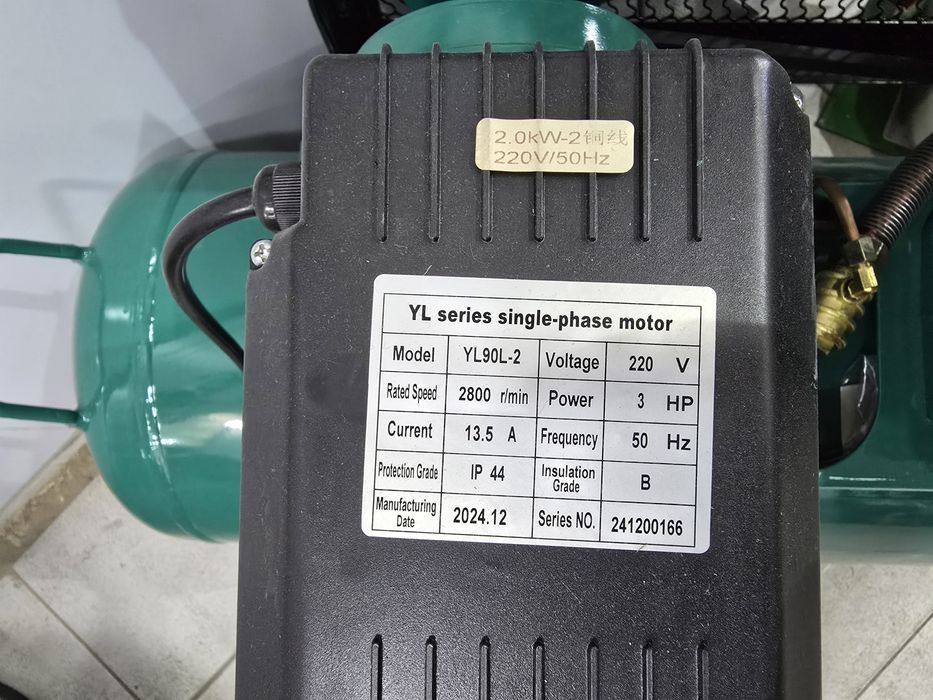 2.0kW-2铜线
220V/50Hz
YL series single-phase motor
Model YL90L-2 Voltage 220 V
Rated Speed 2800 r/min Power 3 HP
Current 13.5 A Frequency 50 Hz
Protection Grade IP 44 Insulation Grade B
Manufacturing Date 2024.12 Series NO. 241200166